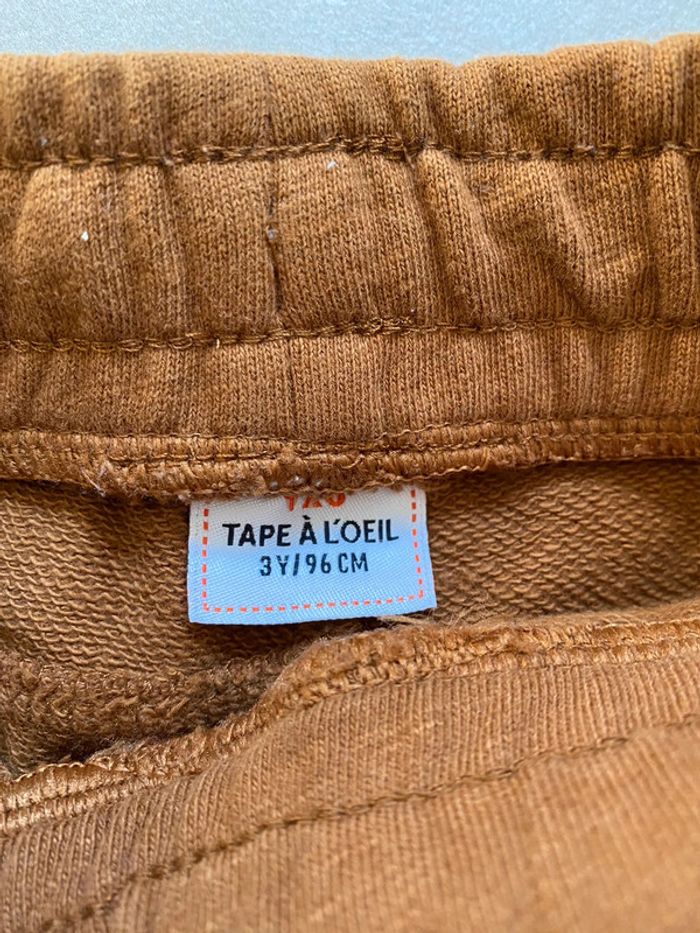 TAPE À L'OEIL
3Y/96CM